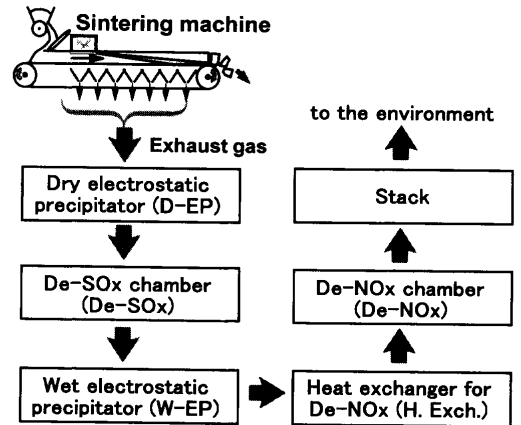 Sintering machine
Exhaust gas
Dry electrostatic
precipitator (D-EP)
De-SOx chamber
(De-SOx)
Wet electrostatic
precipitator (W-EP)
Heat exchanger for
De-NOx (H. Exch.)
De-NOx chamber
(De-NOx)
Stack
to the environment